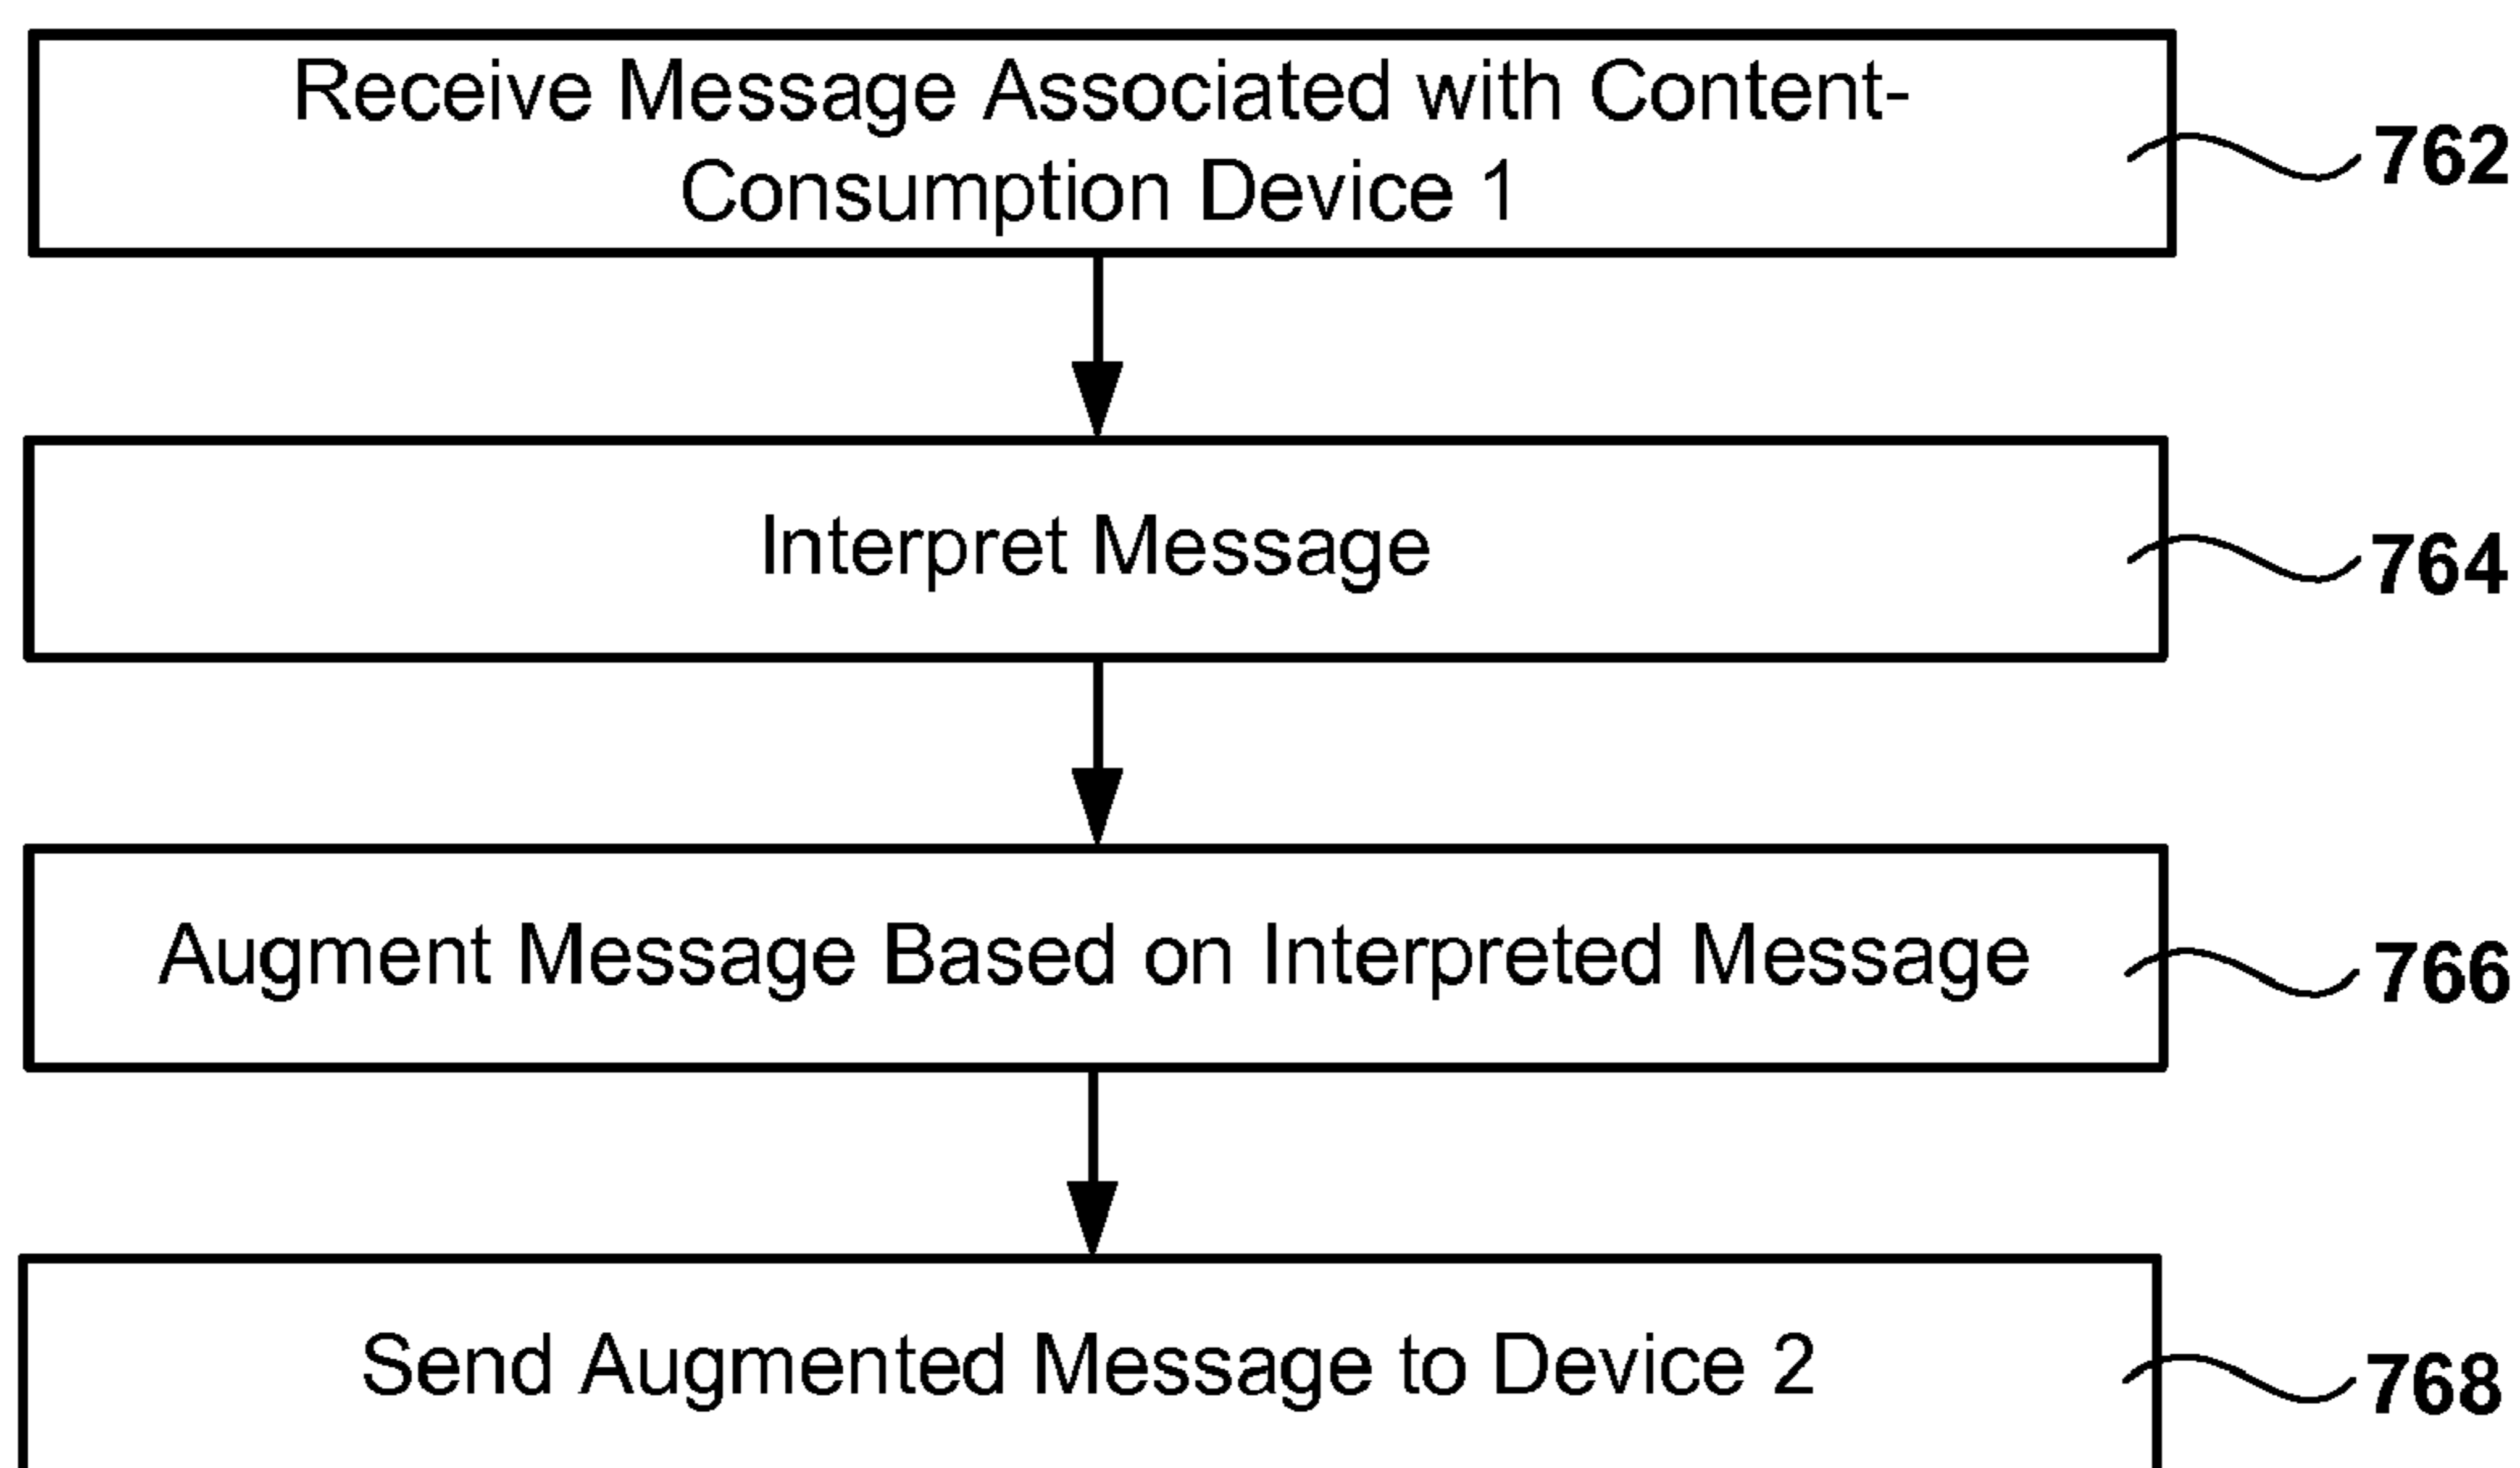 Receive Message Associated with Content-
Consumption Device 1
762
Interpret Message
764
Augment Message Based on Interpreted Message
766
Send Augmented Message to Device 2
768